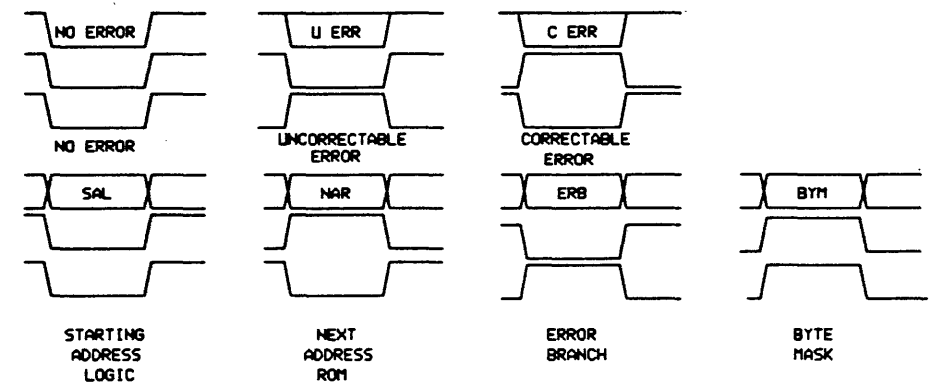 NO ERROR
U ERR
C ERR
NO ERROR
UNCORRECTABLE
ERROR
CORRECTABLE
ERROR
SAL
NAR
ERB
BYM
STARTING
ADDRESS
LOGIC
NEXT
ADDRESS
ROM
ERROR
BRANCH
BYTE
MASK